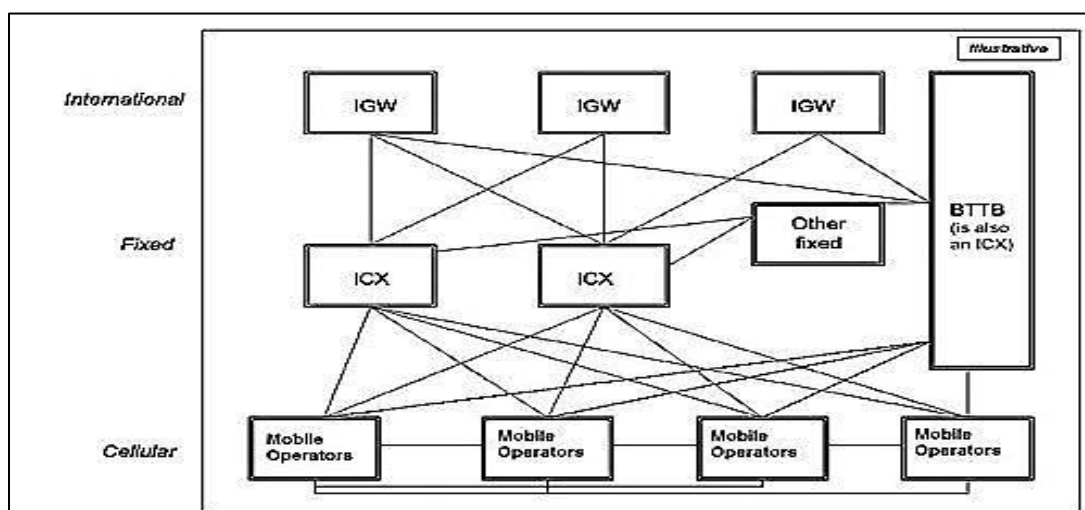 Illustrative
International
IGW
IGW
IGW
BTTB
(is also
an ICX)
Fixed
Other
fixed
ICX
ICX
Cellular
Mobile
Operators
Mobile
Operators
Mobile
Operators
Mobile
Operators